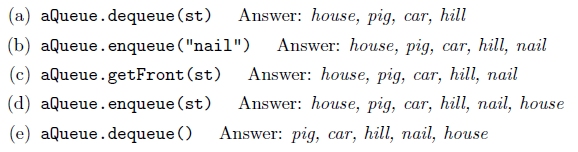 (a) aQueue.dequeue(st) Answer: house, pig, car, hill
(b) aQueue.enqueue("nail") Answer: house, pig, car, hill, nail
(c) aQueue.getFront(st) Answer: house, pig, car, hill, nail
(d) aQueue.enqueue(st) Answer: house, pig, car, hill, nail, house
(e) aQueue.dequeue() Answer: pig, car, hill, nail, house